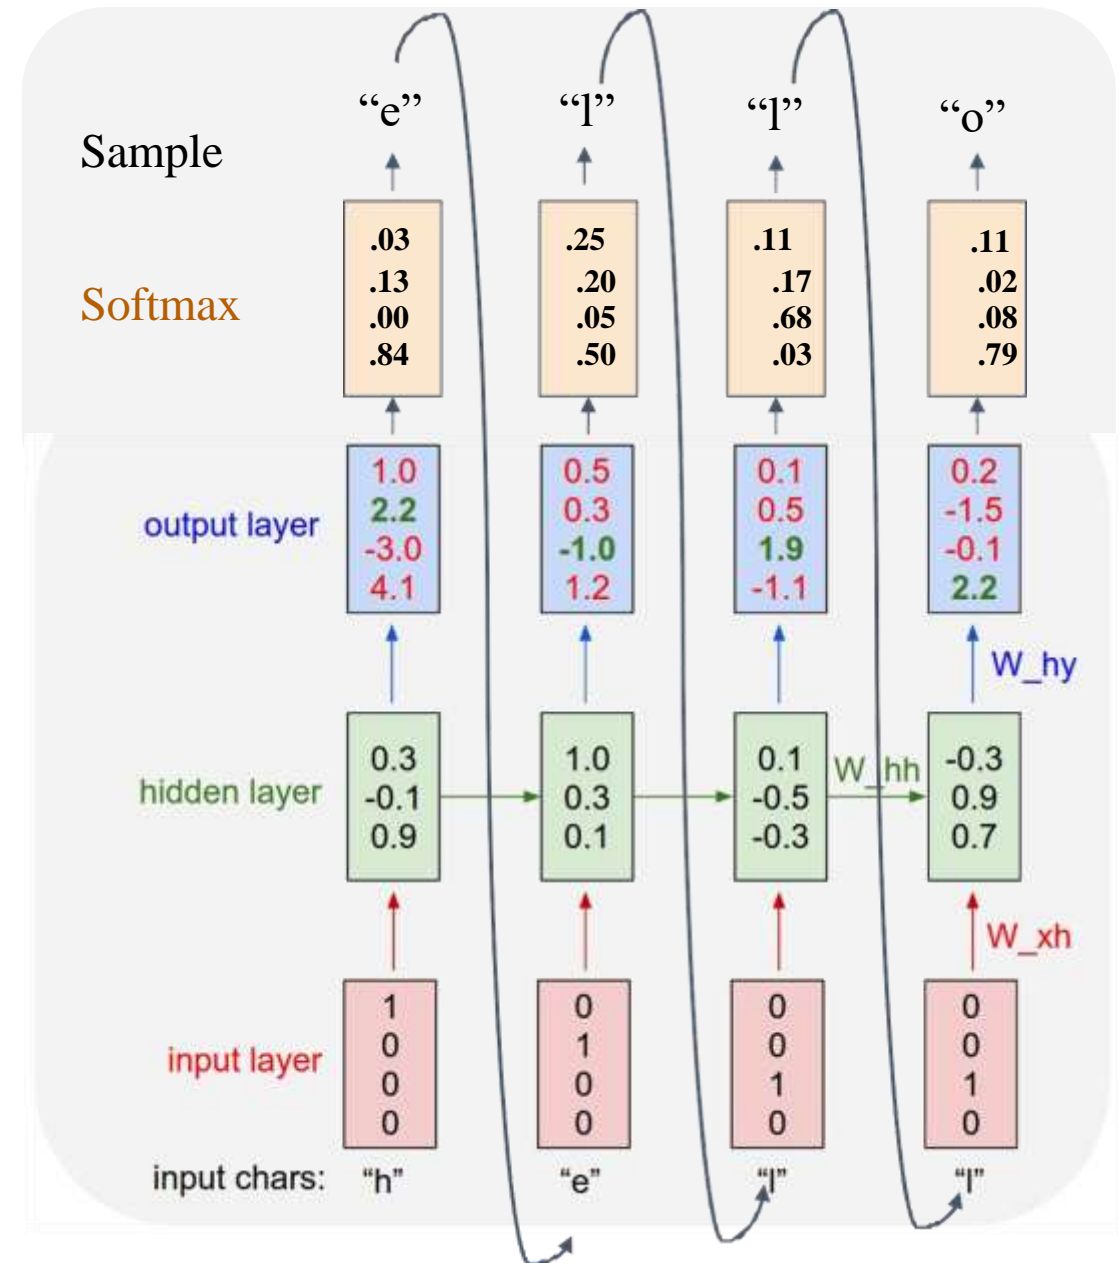 “e” “l” “l” “o”
Sample
.03 .25 .11 .11
.13 .20 .17 .02
Softmax
.00 .05 .68 .08
.84 .50 .03 .79
1.0 0.5 0.1 0.2
2.2 0.3 0.5 -1.5
output layer
-3.0 -1.0 1.9 -0.1
4.1 1.2 -1.1 2.2
W_hy
0.3 1.0 0.1 W_hh -0.3
hidden layer -0.1 0.3 -0.5 0.9
0.9 0.1 -0.3 0.7
W_xh
1 0 0 0
0 1 0 0
input layer
0 0 1 1
0 0 0 0
input chars: “h” “e” “l” “l”